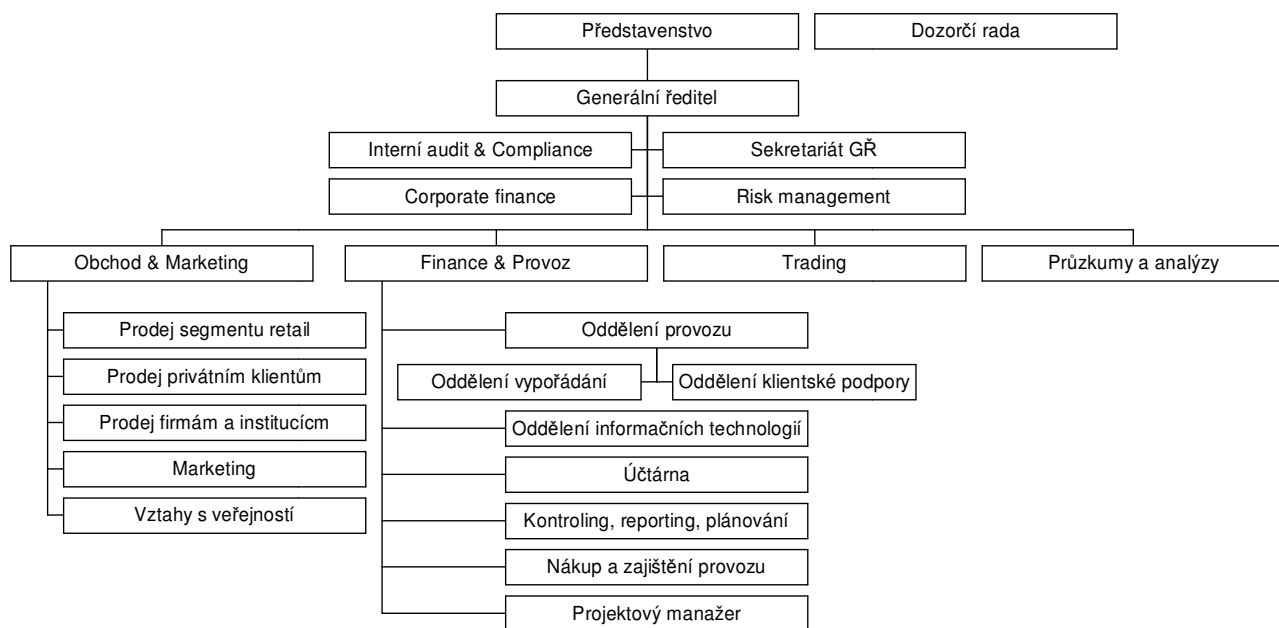 Představenstvo
Dozorčí rada
Generální ředitel
Interní audit & Compliance
Sekretariát GŘ
Corporate finance
Risk management
Obchod & Marketing
Finance & Provoz
Trading
Průzkumy a analýzy
Prodej segmentu retail
Prodej privátním klientům
Prodej firmám a institucícm
Marketing
Vztahy s veřejností
Oddělení provozu
Oddělení vypořádání
Oddělení klientské podpory
Oddělení informačních technologií
Účtárna
Kontroling, reporting, plánování
Nákup a zajištění provozu
Projektový manažer